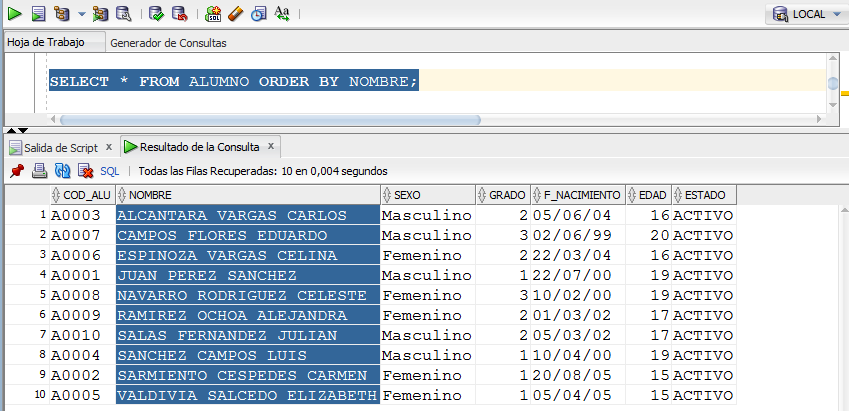 LOCAL
Hoja de Trabajo Generador de Consultas
SELECT * FROM ALUMNO ORDER BY NOMBRE;
Salida de Script x Resultado de la Consulta x
SQL | Todas las Filas Recuperadas: 10 en 0,004 segundos
COD_ALU NOMBRE SEXO GRADO F_NACIMIENTO EDAD ESTADO
1 A0003 ALCANTARA VARGAS CARLOS Masculino 2 05/06/04 16 ACTIVO
2 A0007 CAMPOS FLORES EDUARDO Masculino 3 02/06/99 20 ACTIVO
3 A0006 ESPINOZA VARGAS CELINA Femenino 2 22/03/04 16 ACTIVO
4 A0001 JUAN PEREZ SANCHEZ Masculino 1 22/07/00 19 ACTIVO
5 A0008 NAVARRO RODRIGUEZ CELESTE Femenino 3 10/02/00 19 ACTIVO
6 A0009 RAMIREZ OCHOA ALEJANDRA Femenino 2 01/03/02 17 ACTIVO
7 A0010 SALAS FERNANDEZ JULIAN Masculino 2 05/03/02 17 ACTIVO
8 A0004 SANCHEZ CAMPOS LUIS Masculino 1 10/04/00 19 ACTIVO
9 A0002 SARMIENTO CESPEDES CARMEN Femenino 1 20/08/05 15 ACTIVO
10 A0005 VALDIVIA SALCEDO ELIZABETH Femenino 1 05/04/05 15 ACTIVO